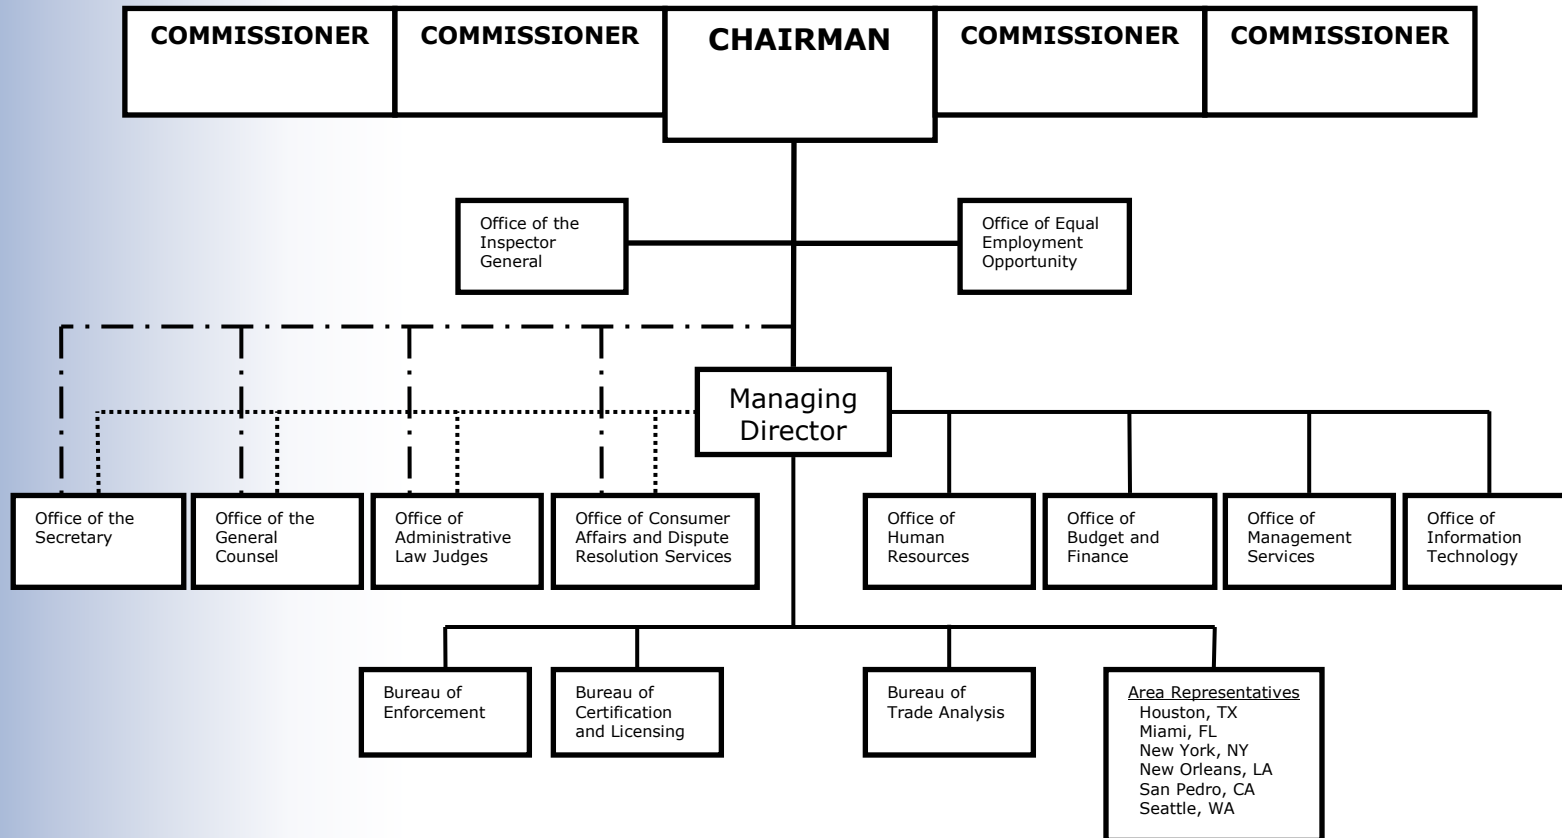 COMMISSIONER
COMMISSIONER
CHAIRMAN
COMMISSIONER
COMMISSIONER
Office of the
Inspector
General
Office of Equal
Employment
Opportunity
Managing
Director
Office of the
Secretary
Office of the
General
Counsel
Office of
Administrative
Law Judges
Office of Consumer
Affairs and Dispute
Resolution Services
Office of
Human
Resources
Office of
Budget and
Finance
Office of
Management
Services
Office of
Information
Technology
Bureau of
Enforcement
Bureau of
Certification
and Licensing
Bureau of
Trade Analysis
Area Representatives
Houston, TX
Miami, FL
New York, NY
New Orleans, LA
San Pedro, CA
Seattle, WA